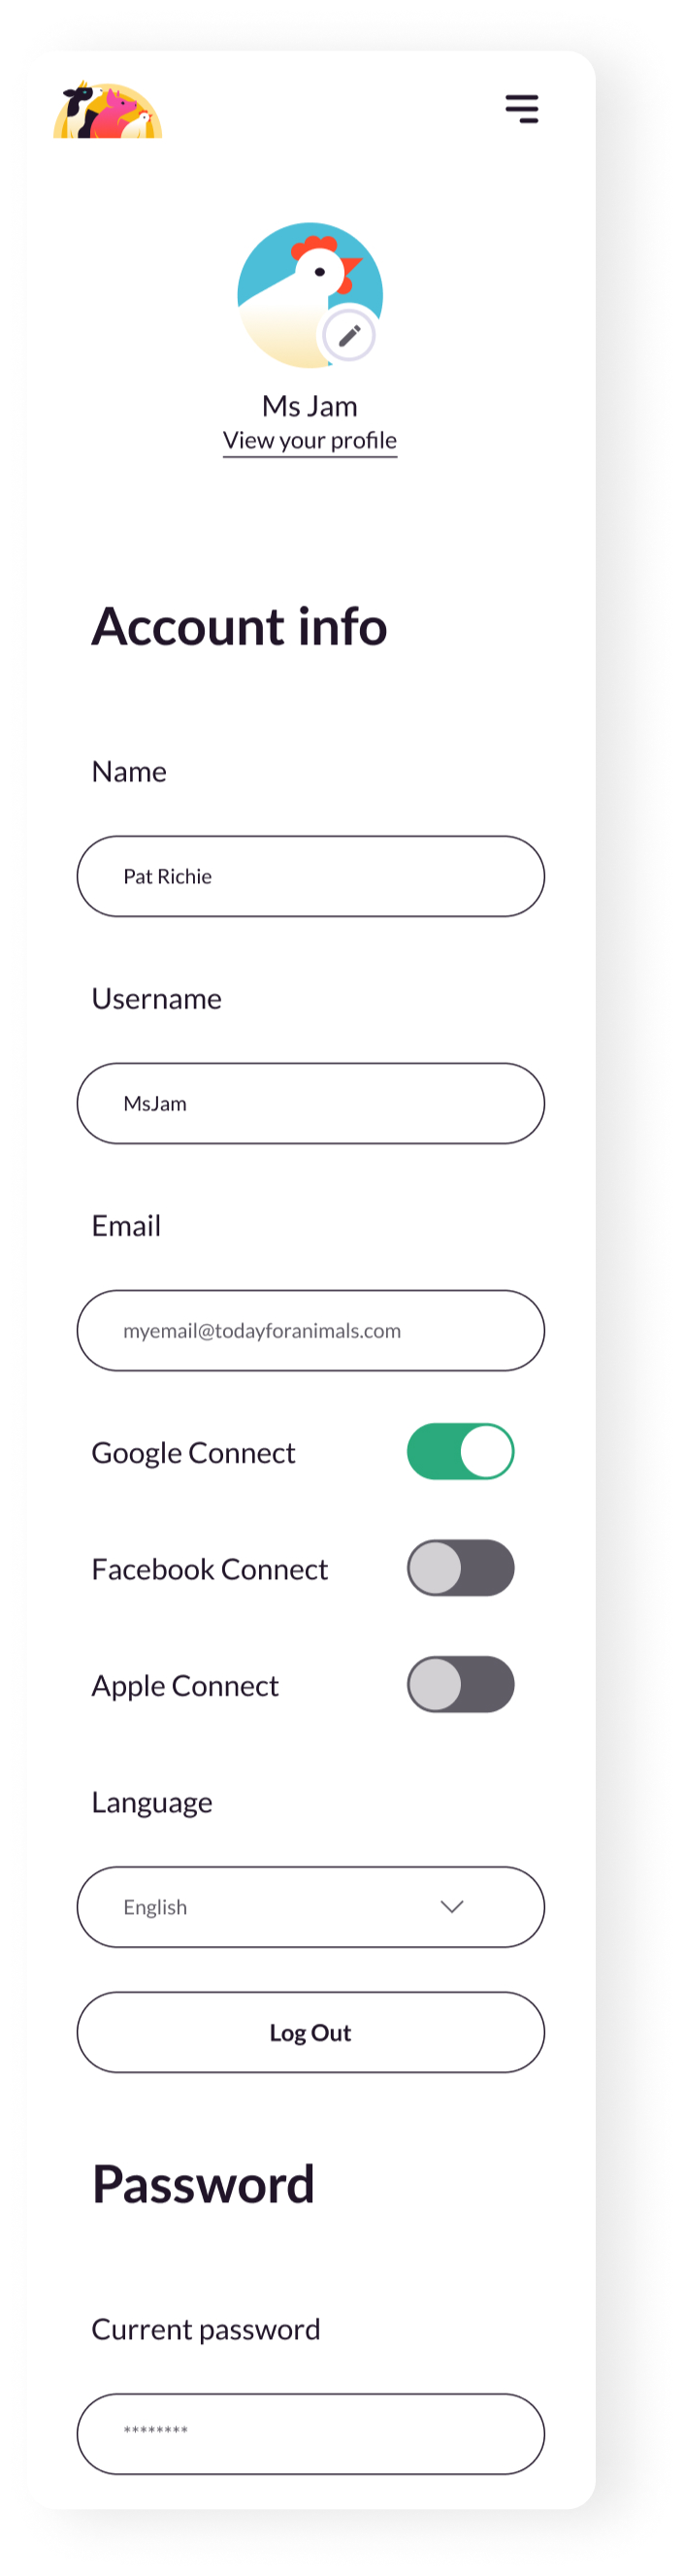 Ms Jam
View your profile
Account info
Name
Pat Richie
Username
MsJam
Email
myemail@todayforanimals.com
Google Connect
Facebook Connect
Apple Connect
Language
English
Log Out
Password
Current password
********